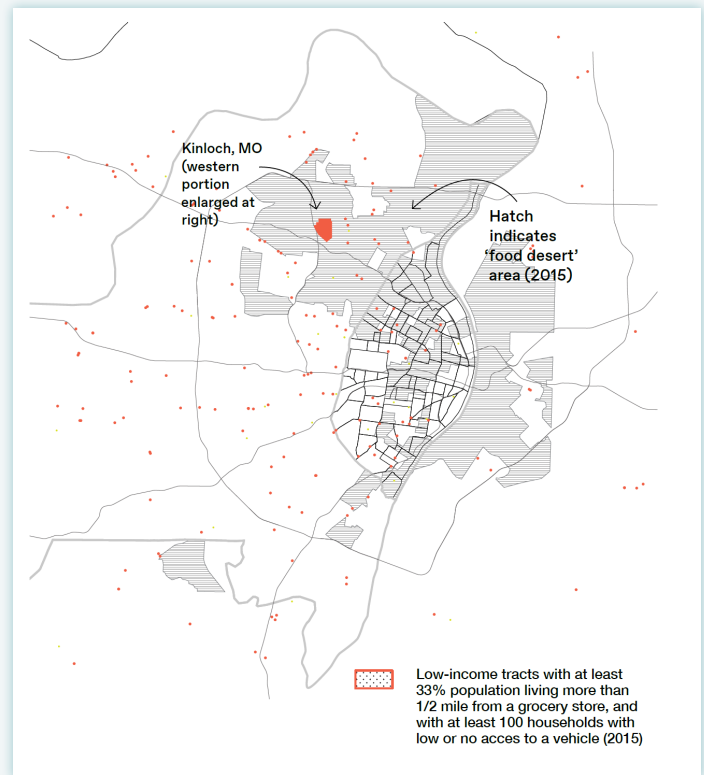 Kinloch, MO
(western
portion
enlarged at
right)
Hatch
indicates
‘food desert’
area (2015)
Low-income tracts with at least
33% population living more than
1/2 mile from a grocery store, and
with at least 100 households with
low or no acces to a vehicle (2015)